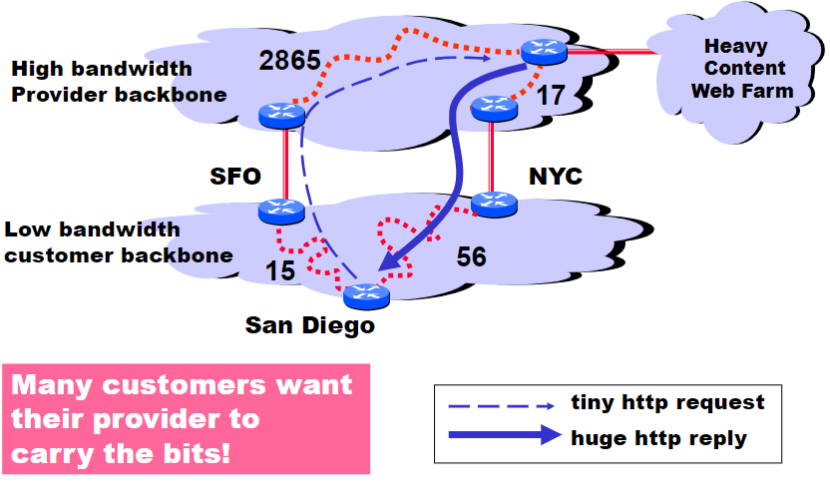 2865
High bandwidth
Provider backbone
Heavy
Content
Web Farm
17
SFO
NYC
Low bandwidth
customer backbone
15
56
San Diego
Many customers want
their provider to
carry the bits!
tiny http request
huge http reply